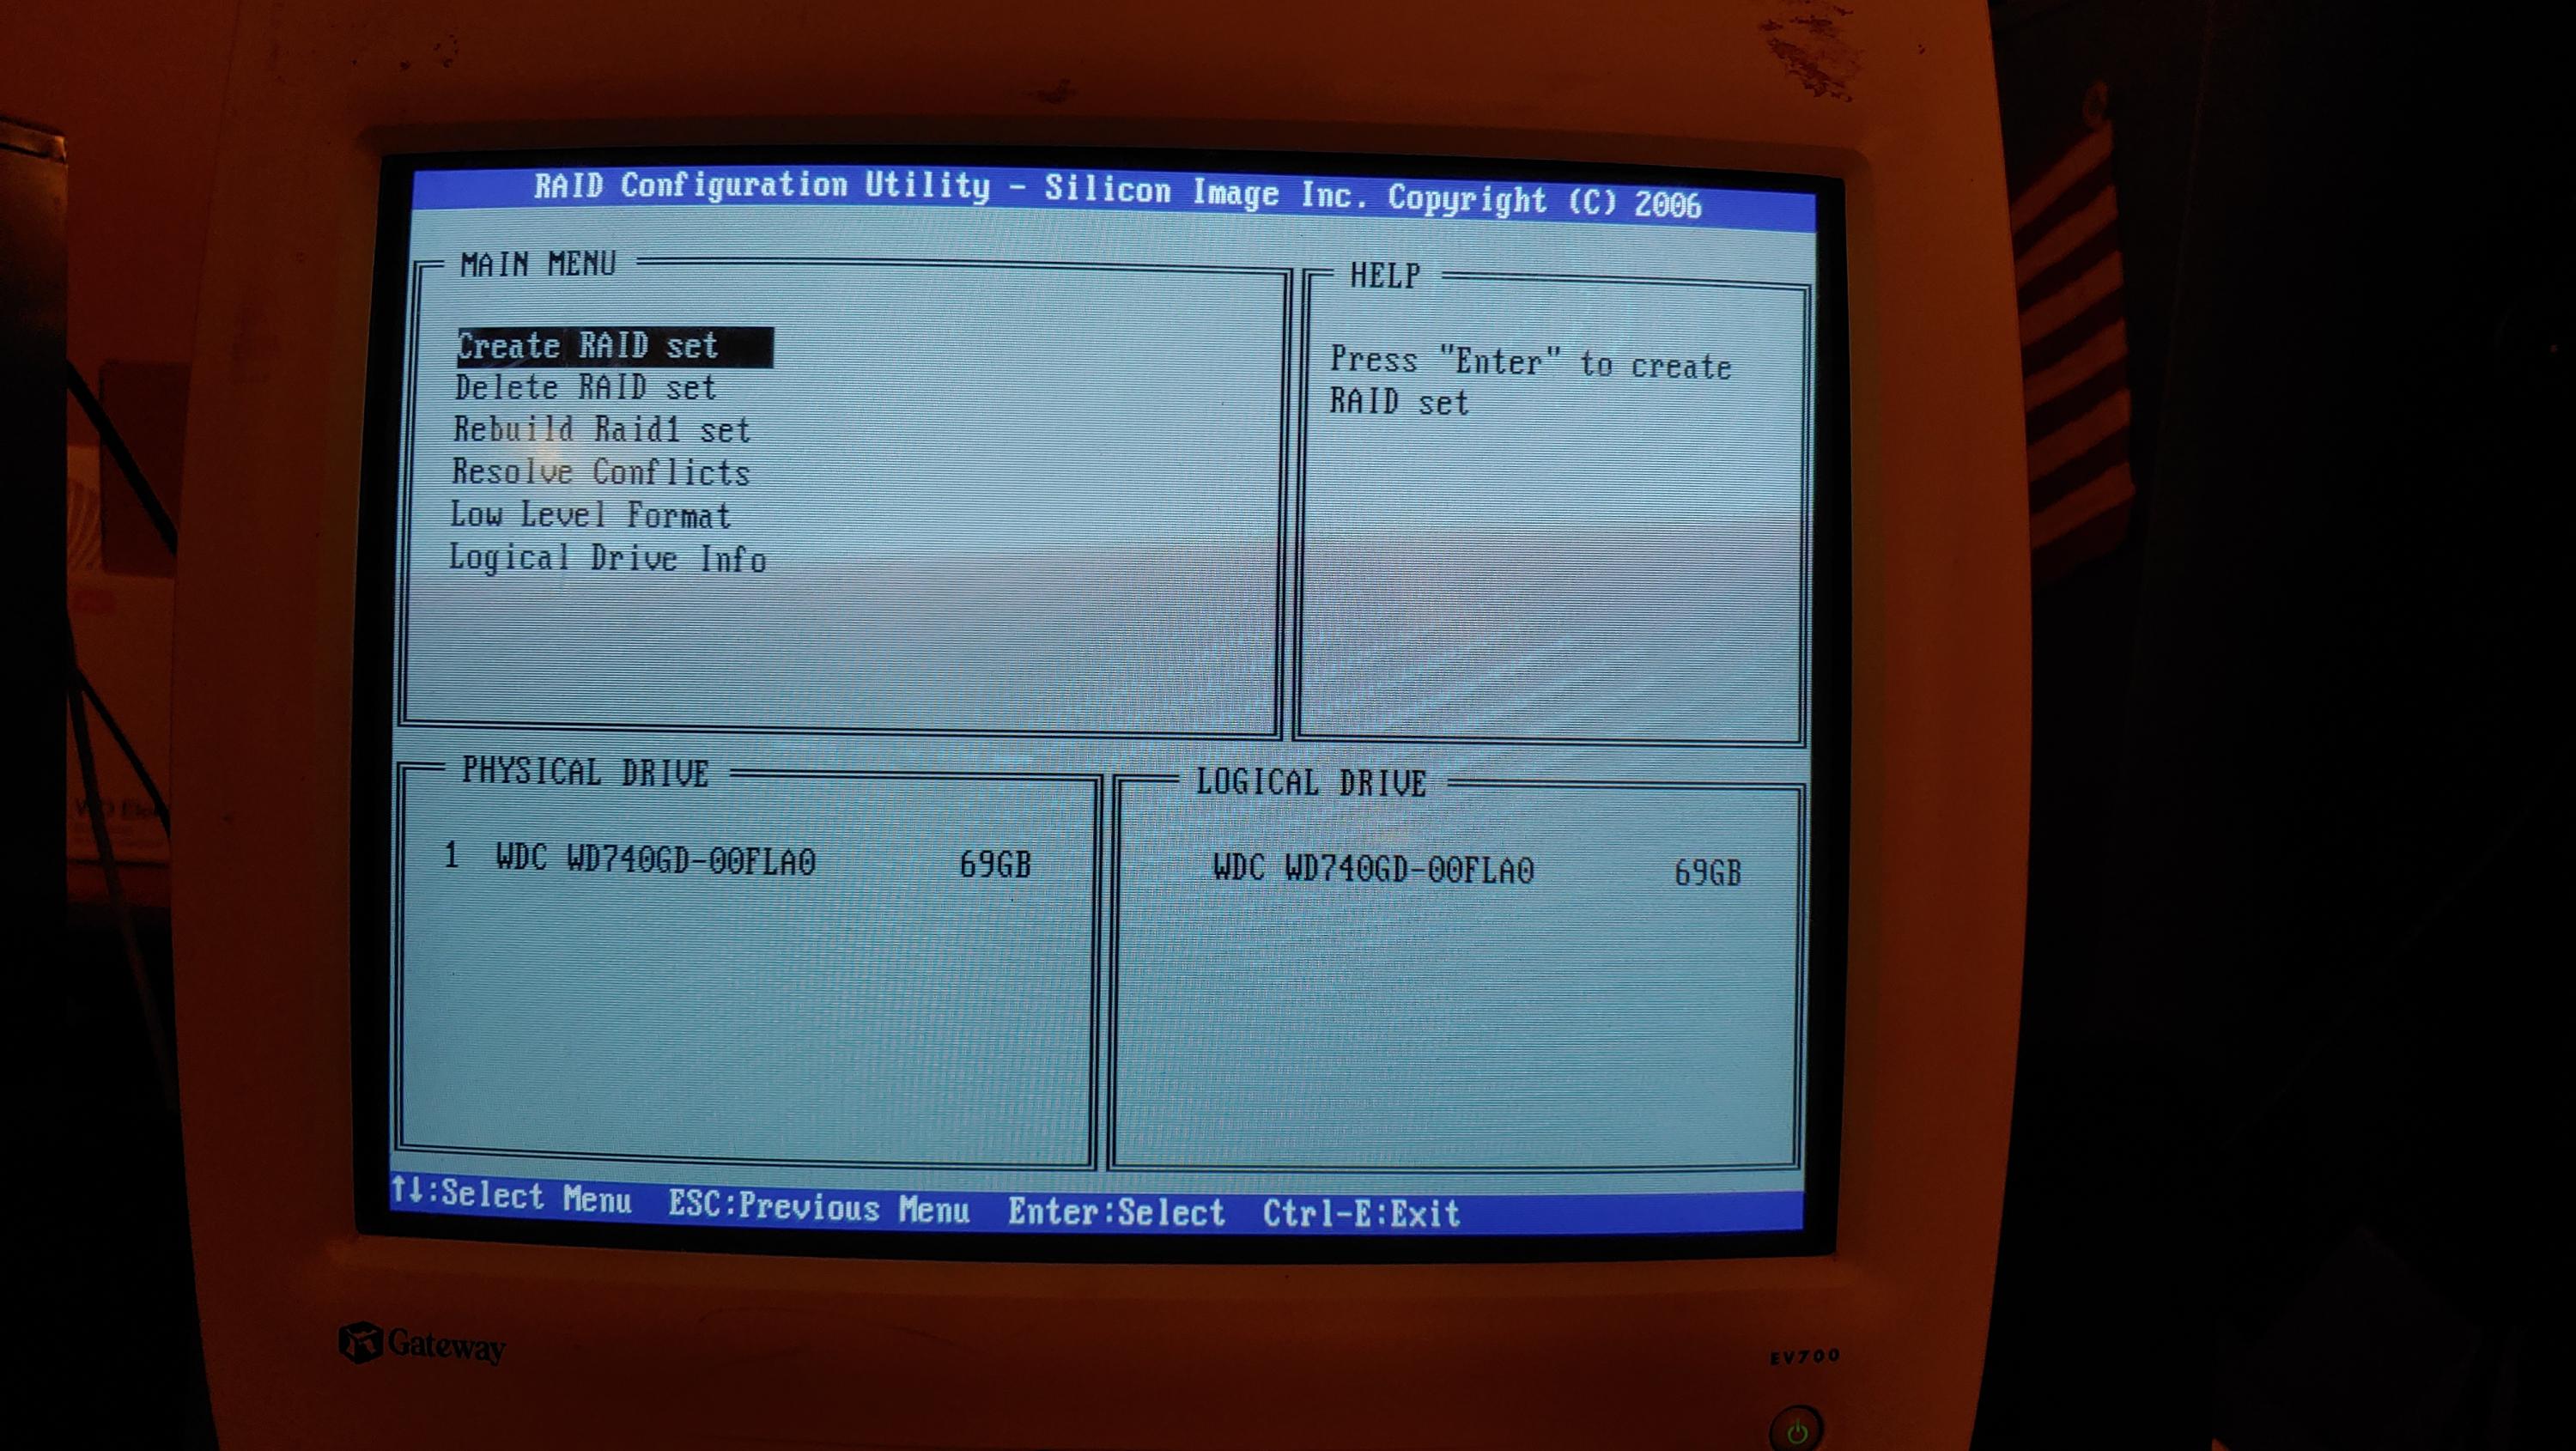 RAID Configuration Utility - Silicon Image Inc. Copyright (C) 2006
MAIN MENU
Create RAID set
Delete RAID set
Rebuild Raid1 set
Resolve Conflicts
Low Level Format
Logical Drive Info
HELP
Press "Enter" to create
RAID set
PHYSICAL DRIVE
1 WDC WD740GD-00FLA0 69GB
LOGICAL DRIVE
WDC WD740GD-00FLA0 69GB
↑↓:Select Menu ESC:Previous Menu Enter:Select Ctrl-E:Exit
Gateway
EV700